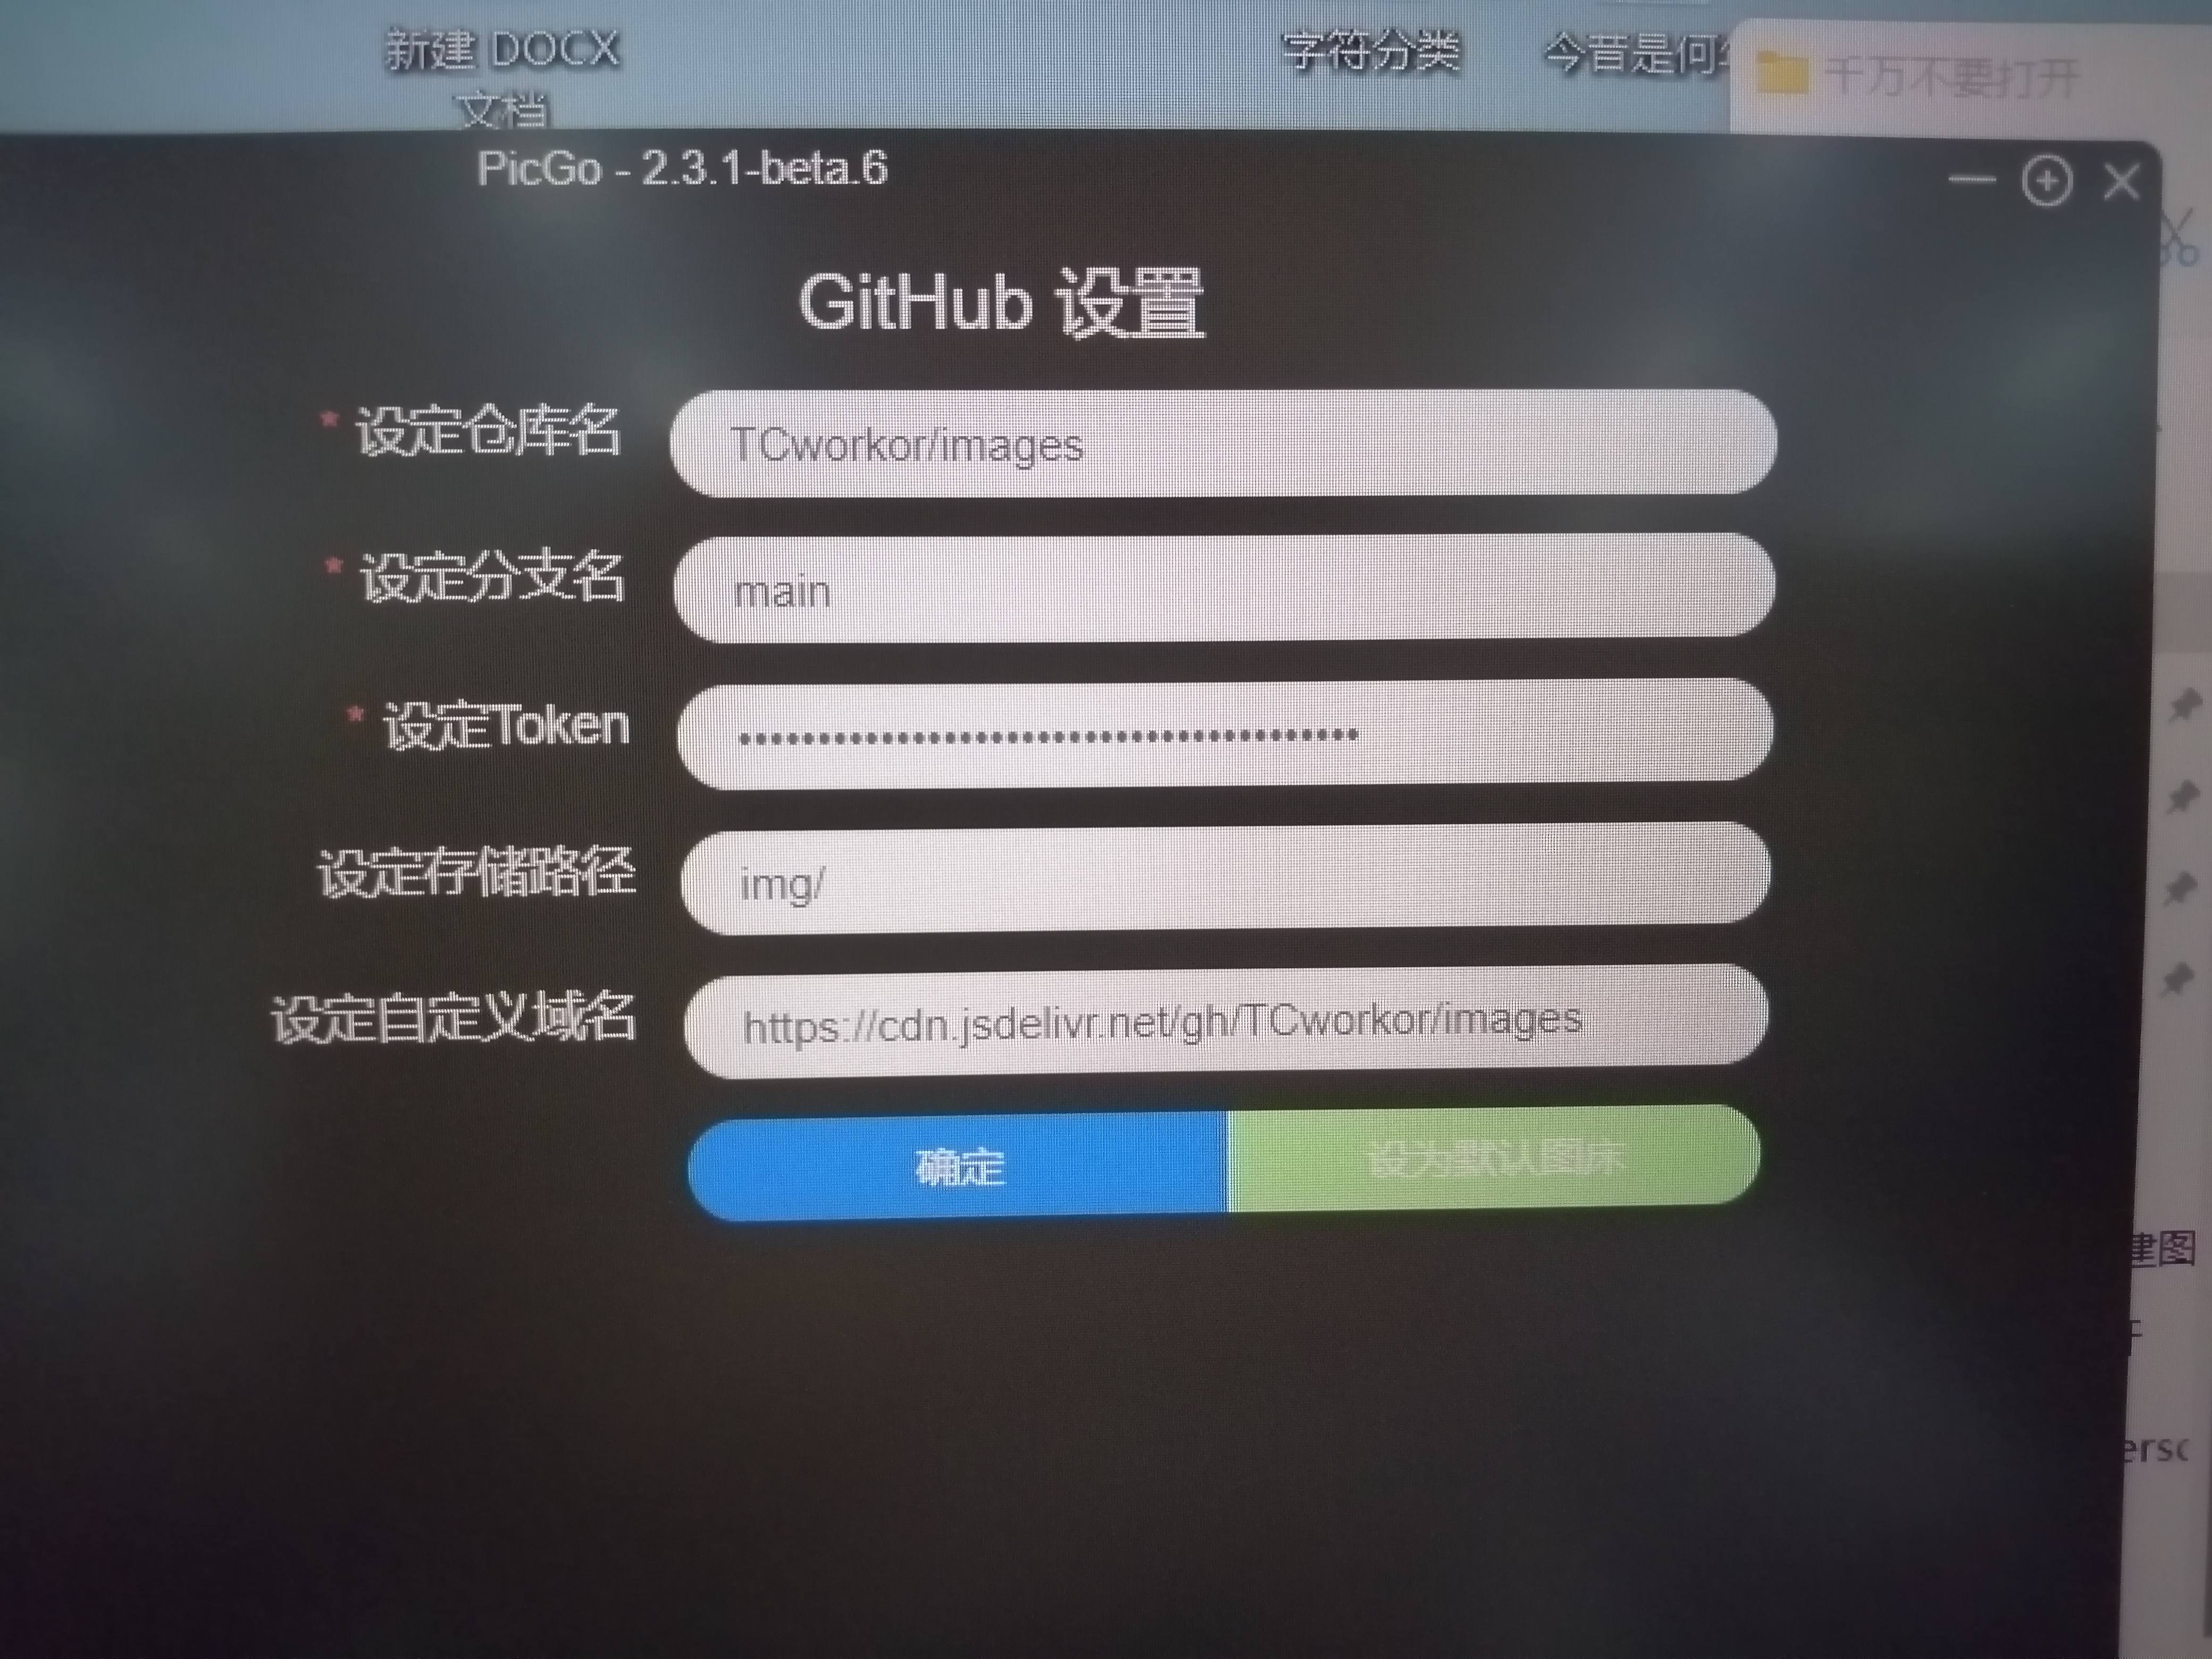 新建 DOCX
文档
字符分类
今昔是何
千万不要打开
PicGo - 2.3.1-beta.6
GitHub 设置
* 设定仓库名
TCworkor/images
* 设定分支名
main
* 设定Token
设定存储路径
img/
设定自定义域名
https://cdn.jsdelivr.net/gh/TCworkor/images
确定
设为默认图床
建图
ersc